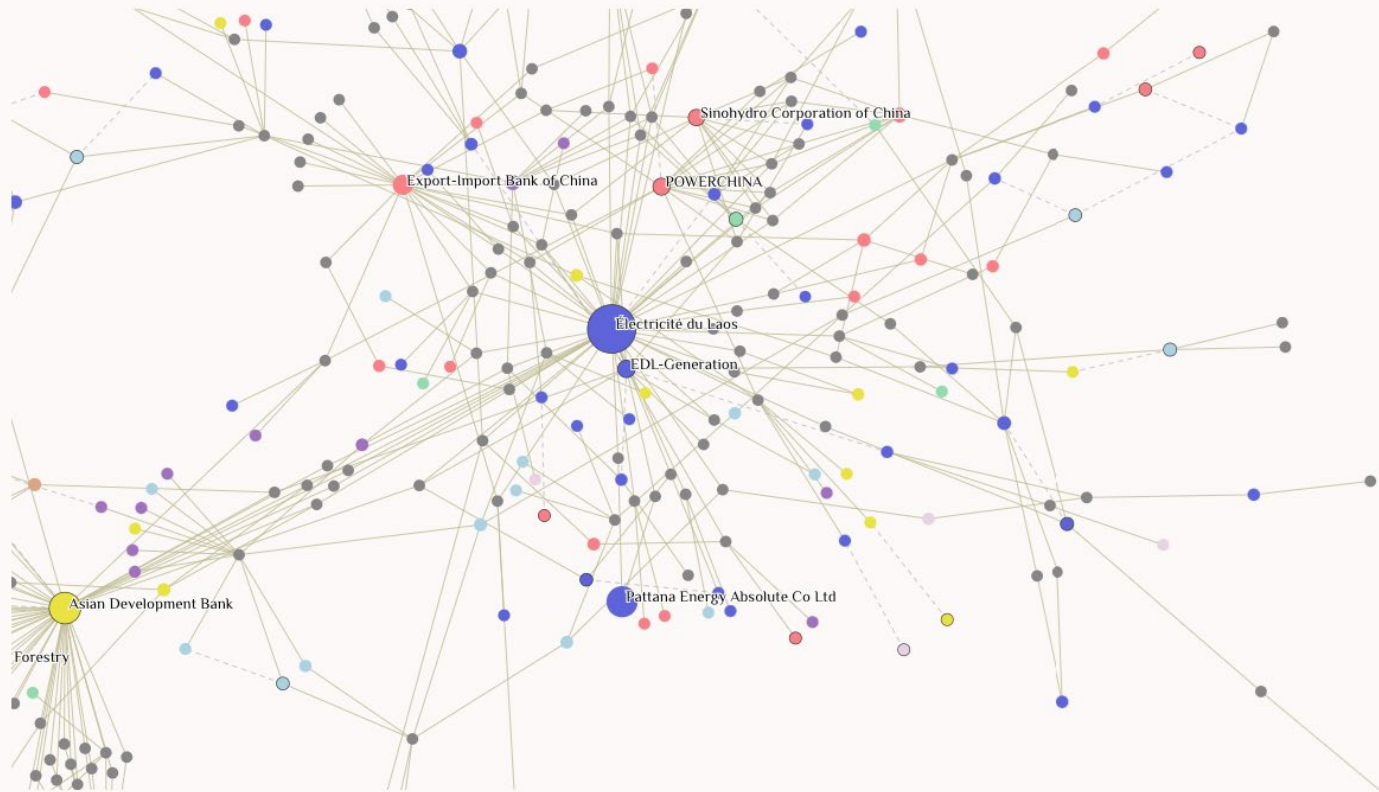 Sinohydro Corporation of China
Export-Import Bank of China
POWERCHINA
Électricité du Laos
EDL-Generation
Pattana Energy Absolute Co Ltd
Asian Development Bank
Forestry